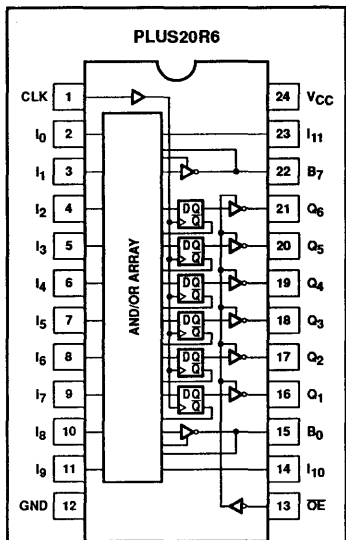 PLUS20R6
CLK 1 24 VCC
I0 2 23 I11
I1 3 22 B7
I2 4 D Q Q̅ 21 Q6
I3 5 D Q Q̅ 20 Q5
I4 6 D Q Q̅ 19 Q4
I5 7 D Q Q̅ 18 Q3
I6 8 D Q Q̅ 17 Q2
I7 9 D Q Q̅ 16 Q1
I8 10 15 B0
I9 11 14 I10
GND 12 13 O̅E̅
AND/OR ARRAY